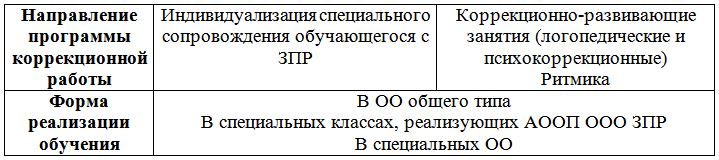 Направление программы коррекционной работы
Индивидуализация специального сопровождения обучающегося с ЗПР
Коррекционно-развивающие занятия (логопедические и психокоррекционные)
Ритмика
Форма реализации обучения
В ОО общего типа
В специальных классах, реализующих АООП ООО ЗПР
В специальных ОО